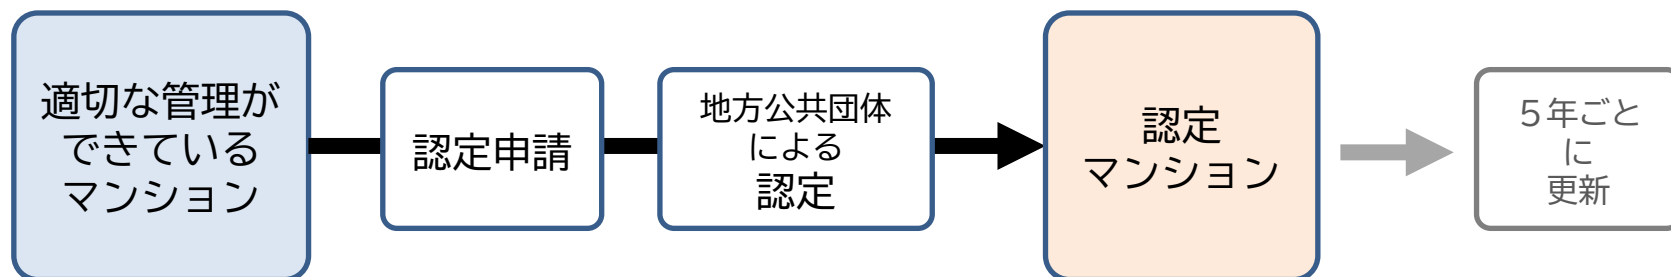 適切な管理が
できている
マンション
認定申請
地方公共団体
による
認定
認定
マンション
５年ごと
に
更新